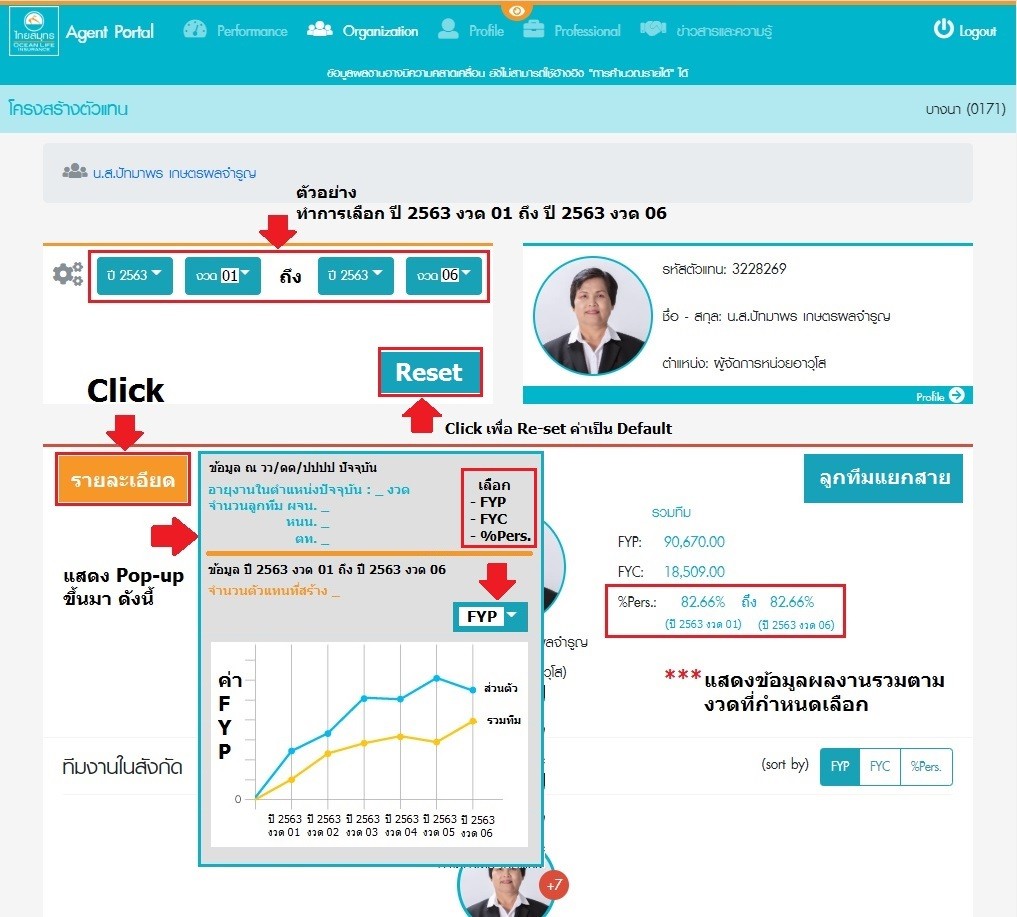 ไทยสมุทร
OCEAN LIFE
INSURANCE
Agent Portal
Performance
Organization
Profile
Professional
ข่าวสารและความรู้
Logout
ข้อมูลผลงานอาจมีความคลาดเคลื่อน ยังไม่สามารถใช้อ้างอิง "การคำนวณรายได้" ได้
โครงสร้างตัวแทน
บางนา (0171)
น.ส.ปัทมาพร เกษตรพลจำรูญ
ตัวอย่าง
ทำการเลือก ปี 2563 งวด 01 ถึง ปี 2563 งวด 06
ปี 2563
งวด 01
ถึง
ปี 2563
งวด 06
รหัสตัวแทน: 3228269
ชื่อ - สกุล: น.ส.ปัทมาพร เกษตรพลจำรูญ
ตำแหน่ง: ผู้จัดการหน่วยอาวุโส
Profile
Reset
Click
Click เพื่อ Re-set ค่าเป็น Default
รายละเอียด
ข้อมูล ณ วว/ดด/ปปปป ปัจจุบัน
อายุงานในตำแหน่งปัจจุบัน : _ งวด
จำนวนลูกทีม ผจน. _
หนน. _
ตท. _
เลือก
- FYP
- FYC
- %Pers.
ลูกทีมแยกสาย
แสดง Pop-up
ขึ้นมา ดังนี้
ข้อมูล ปี 2563 งวด 01 ถึง ปี 2563 งวด 06
จำนวนตัวแทนที่สร้าง _
FYP
รวมทีม
FYP: 90,670.00
FYC: 18,509.00
%Pers.: 82.66% ถึง 82.66%
(ปี 2563 งวด 01) (ปี 2563 งวด 06)
***แสดงข้อมูลผลงานรวมตาม
งวดที่กำหนดเลือก
ค่า
F
Y
P
ส่วนตัว
รวมทีม
0
ปี 2563 ปี 2563 ปี 2563 ปี 2563 ปี 2563 ปี 2563
งวด 01 งวด 02 งวด 03 งวด 04 งวด 05 งวด 06
ทีมงานในสังกัด
(sort by)
FYP
FYC
%Pers.
+7